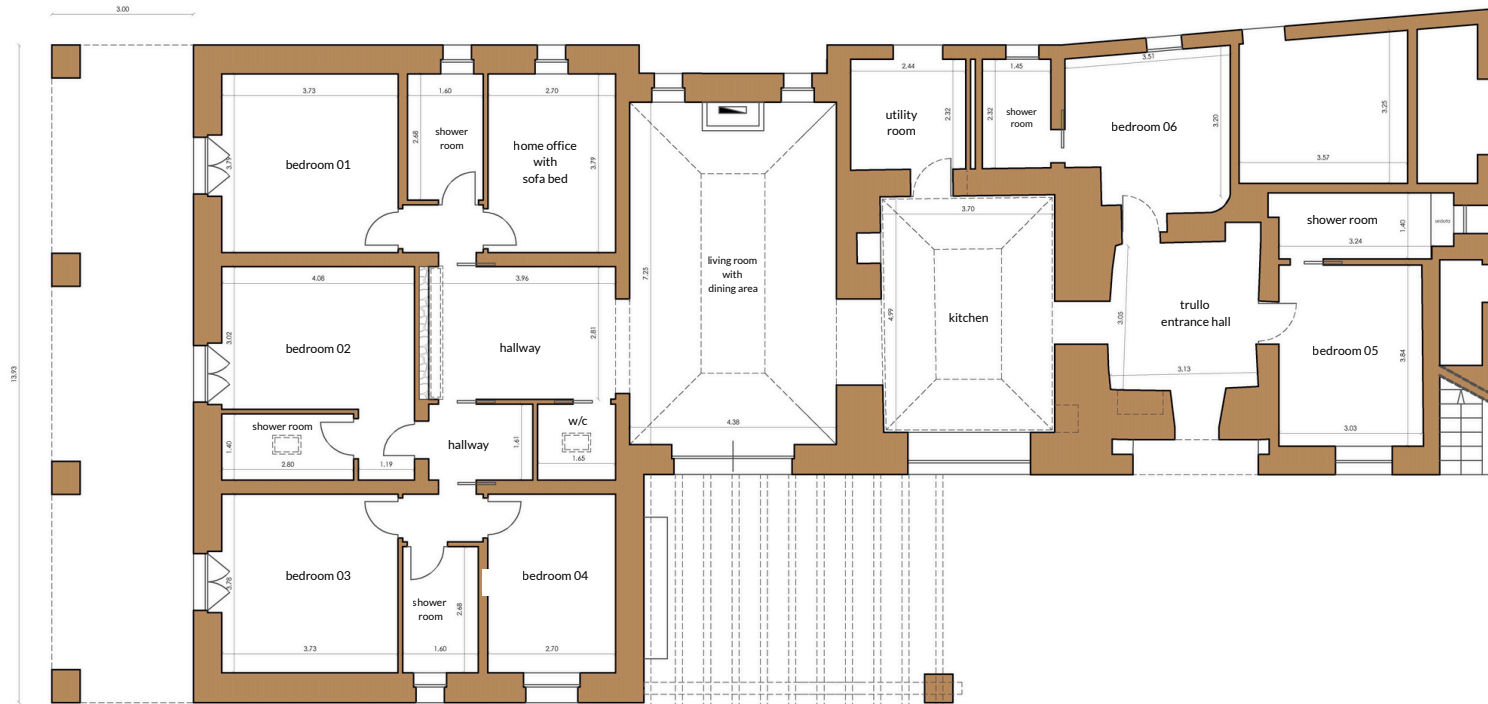 3.00
13.93
3.73
3.79
bedroom 01
1.60
2.68
shower
room
2.70
3.79
home office
with
sofa bed
7.25
living room
with
dining area
4.38
2.44
2.32
utility
room
1.45
2.32
shower
room
3.51
3.20
bedroom 06
3.25
3.57
shower room
1.40
3.24
4.08
3.02
bedroom 02
3.96
2.81
hallway
3.70
4.99
kitchen
3.05
trullo
entrance hall
3.13
bedroom 05
3.84
3.03
shower room
1.40
2.80
1.19
hallway
1.61
w/c
1.65
3.78
bedroom 03
3.73
shower
room
2.68
1.60
bedroom 04
2.70